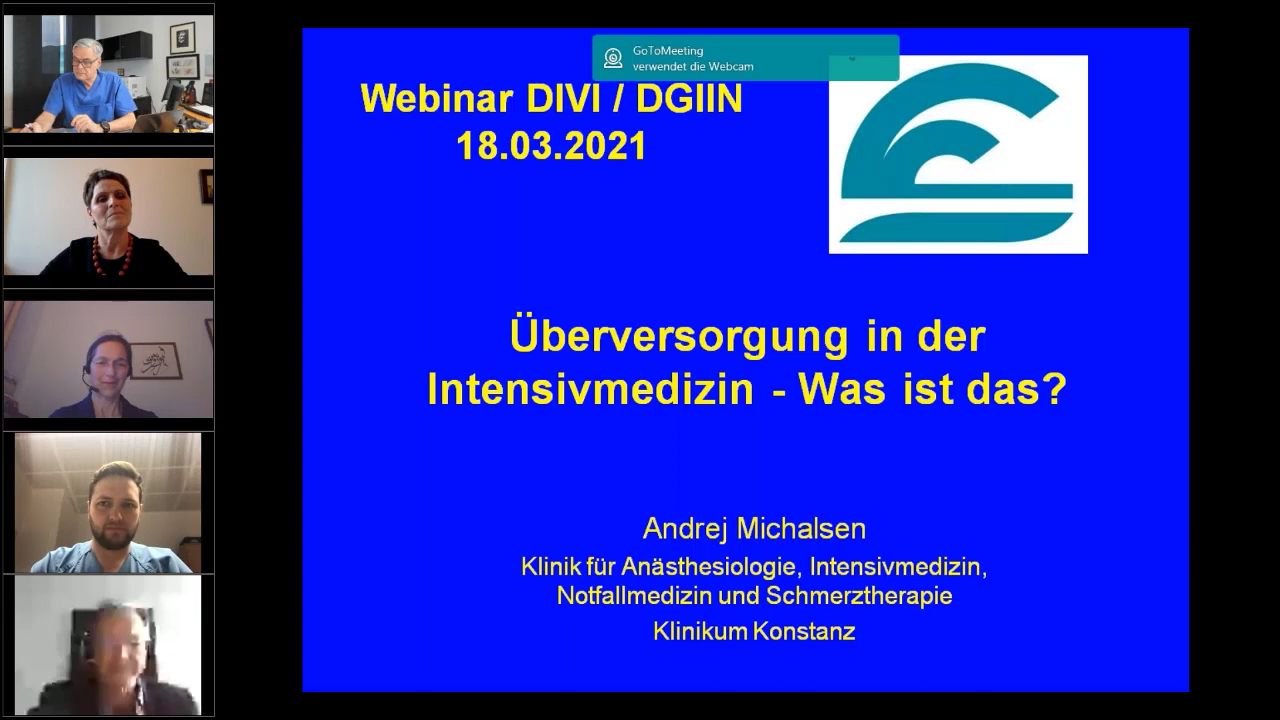 GoToMeeting
verwendet die Webcam
Webinar DIVI / DGIIN
18.03.2021
Überversorgung in der
Intensivmedizin - Was ist das?
Andrej Michalsen
Klinik für Anästhesiologie, Intensivmedizin,
Notfallmedizin und Schmerztherapie
Klinikum Konstanz